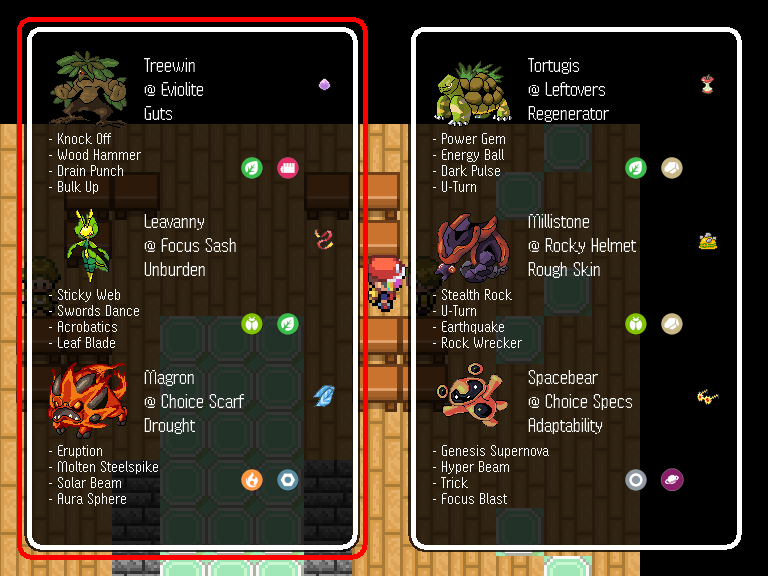 Treewin
@ Eviolite
Guts
- Knock Off
- Wood Hammer
- Drain Punch
- Bulk Up
Leavanny
@ Focus Sash
Unburden
- Sticky Web
- Swords Dance
- Acrobatics
- Leaf Blade
Magron
@ Choice Scarf
Drought
- Eruption
- Molten Steelspike
- Solar Beam
- Aura Sphere
Tortugis
@ Leftovers
Regenerator
- Power Gem
- Energy Ball
- Dark Pulse
- U-Turn
Millistone
@ Rocky Helmet
Rough Skin
- Stealth Rock
- U-Turn
- Earthquake
- Rock Wrecker
Spacebear
@ Choice Specs
Adaptability
- Genesis Supernova
- Hyper Beam
- Trick
- Focus Blast